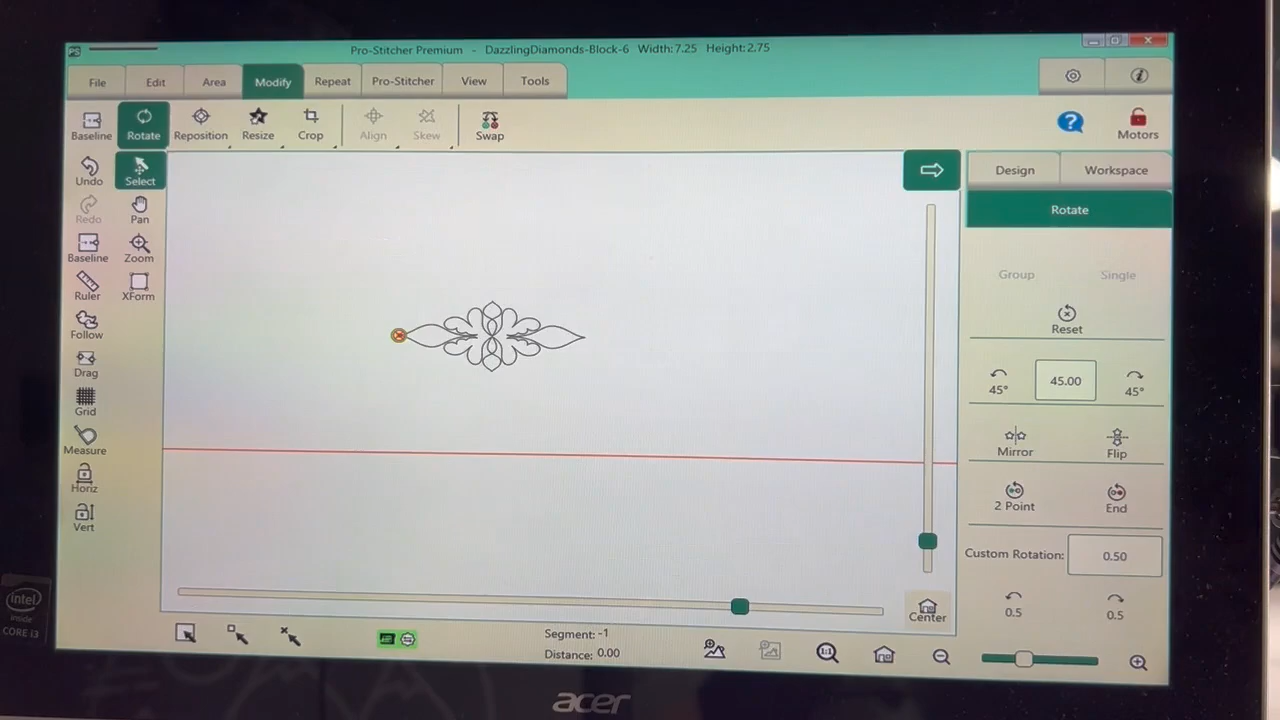 PS
Pro-Stitcher Premium - DazzlingDiamonds-Block-6 Width:7.25 Height:2.75
File Edit Area Modify Repeat Pro-Stitcher View Tools
Baseline Rotate Reposition Resize Crop Align Skew Swap ? Motors
Undo Select Design Workspace
Redo Pan Rotate
Baseline Zoom Group Single
Ruler XForm Reset
Follow
Drag 45° 45.00 45°
Grid
Measure Mirror Flip
Horiz 2 Point End
Vert
Custom Rotation: 0.50
Center 0.5 0.5
Segment: -1
Distance: 0.00
1:1
intel
inside
CORE i3
acer